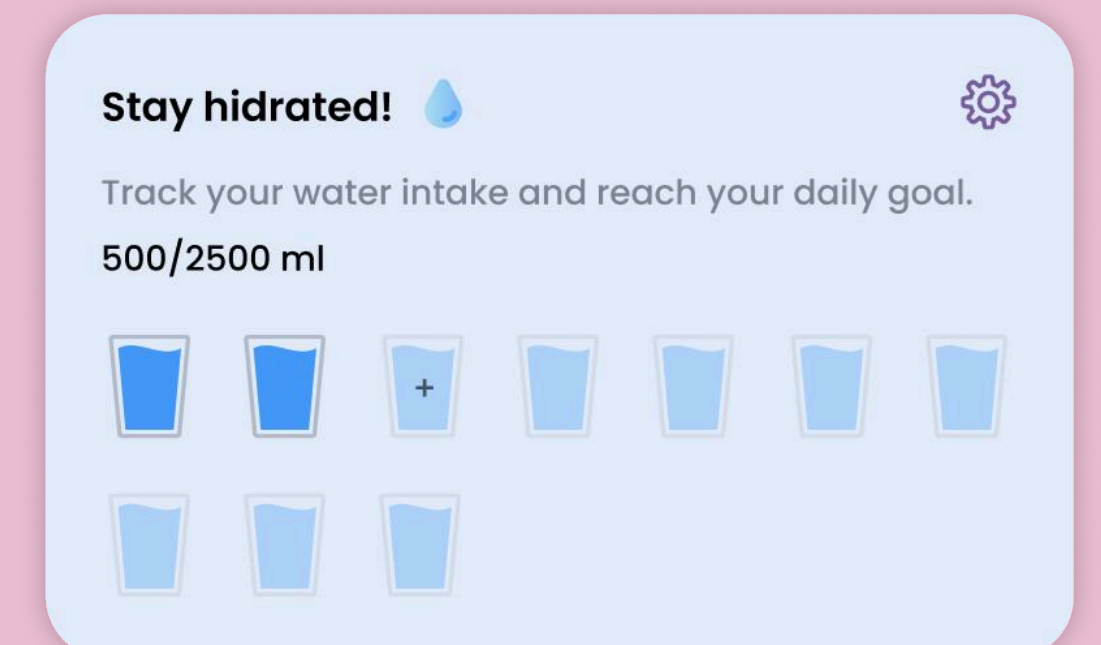 Stay hidrated!
Track your water intake and reach your daily goal.
500/2500 ml
+